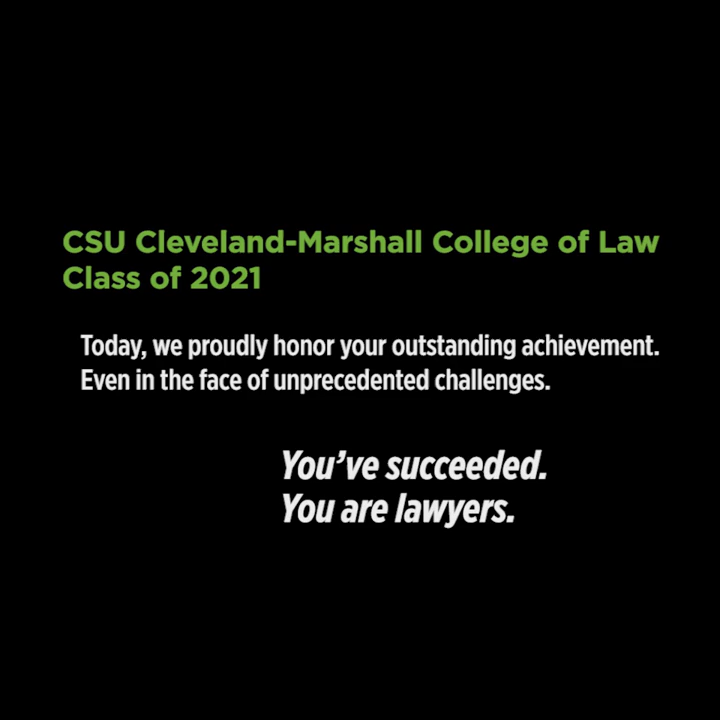 CSU Cleveland-Marshall College of Law
Class of 2021
Today, we proudly honor your outstanding achievement.
Even in the face of unprecedented challenges.
You’ve succeeded.
You are lawyers.